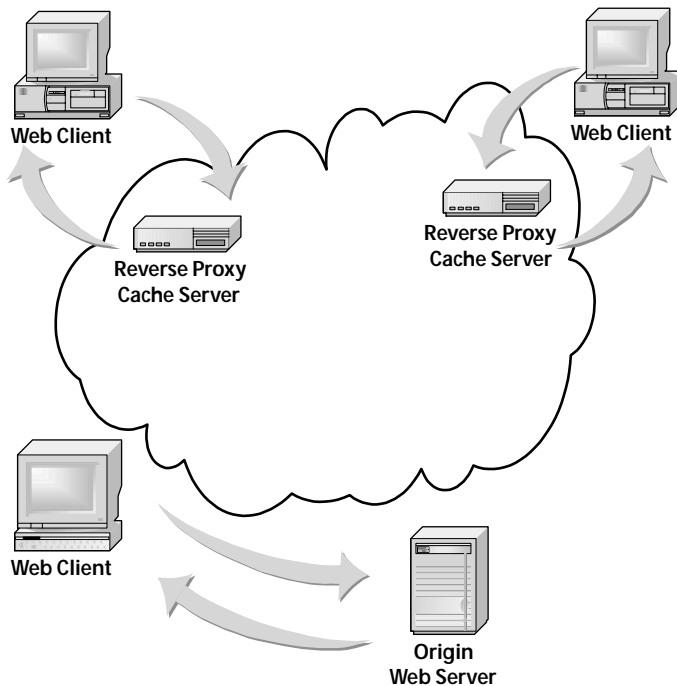 Web Client
Web Client
Reverse Proxy
Cache Server
Reverse Proxy
Cache Server
Web Client
Origin
Web Server